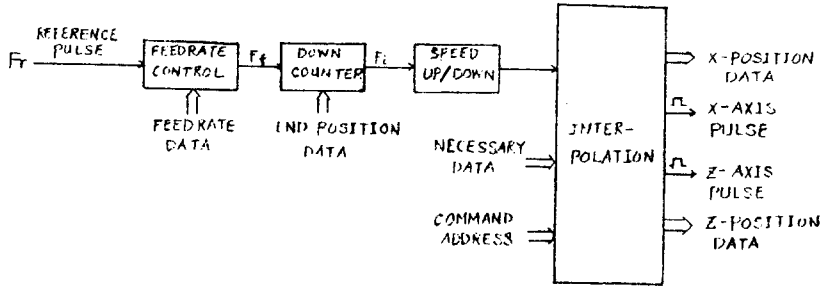 REFERENCE
PULSE
Fr
FEEDRATE
CONTROL
Ff
DOWN
COUNTER
Fi
SPEED
UP/DOWN
FEEDRATE
DATA
END POSITION
DATA
NECESSARY
DATA
COMMAND
ADDRESS
INTER-
POLATION
X-POSITION
DATA
X-AXIS
PULSE
Z-AXIS
PULSE
Z-POSITION
DATA